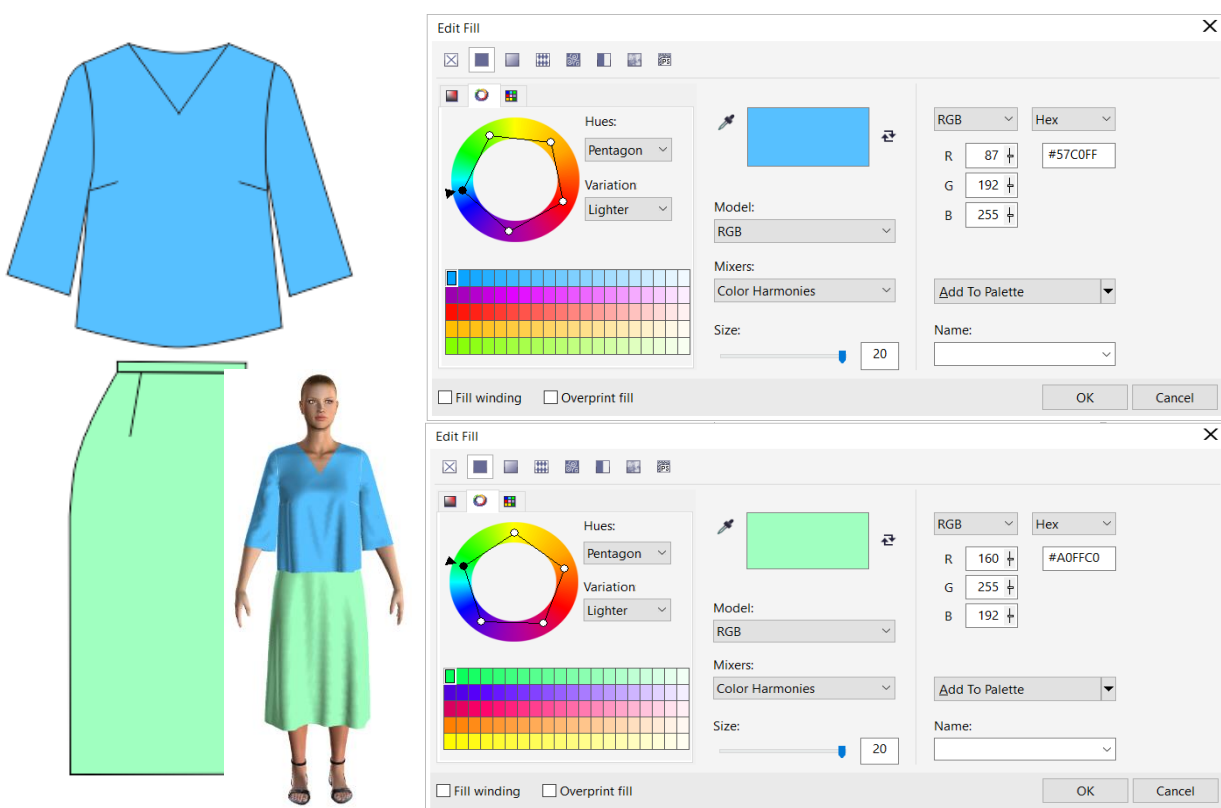 Edit Fill
Hues:
Pentagon
Variation
Lighter
Model:
RGB
Mixers:
Color Harmonies
Size:
20
RGB
Hex
R
87
#57C0FF
G
192
B
255
Add To Palette
Name:
Fill winding
Overprint fill
OK
Cancel
Edit Fill
Hues:
Pentagon
Variation
Lighter
Model:
RGB
Mixers:
Color Harmonies
Size:
20
RGB
Hex
R
160
#A0FFC0
G
255
B
192
Add To Palette
Name:
Fill winding
Overprint fill
OK
Cancel